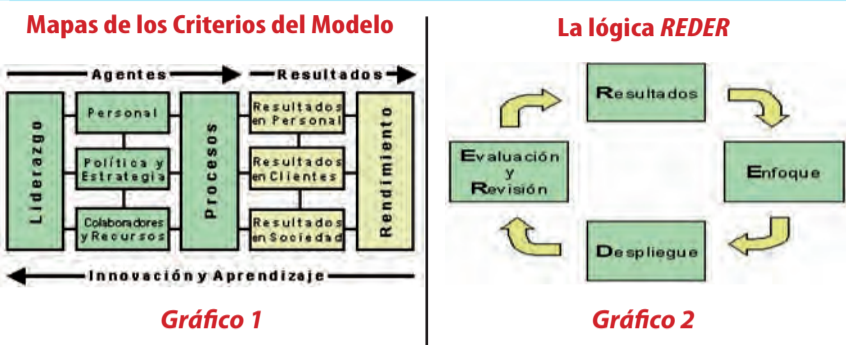 Mapas de los Criterios del Modelo
Agentes
Resultados
Liderazgo
Personal
Política y
Estrategia
Colaboradores
y Recursos
Procesos
Resultados
en Personal
Resultados
en Clientes
Resultados
en Sociedad
Rendimiento
Innovación y Aprendizaje
Gráfico 1
La lógica REDER
Resultados
Enfoque
Despliegue
Evaluación
y
Revisión
Gráfico 2